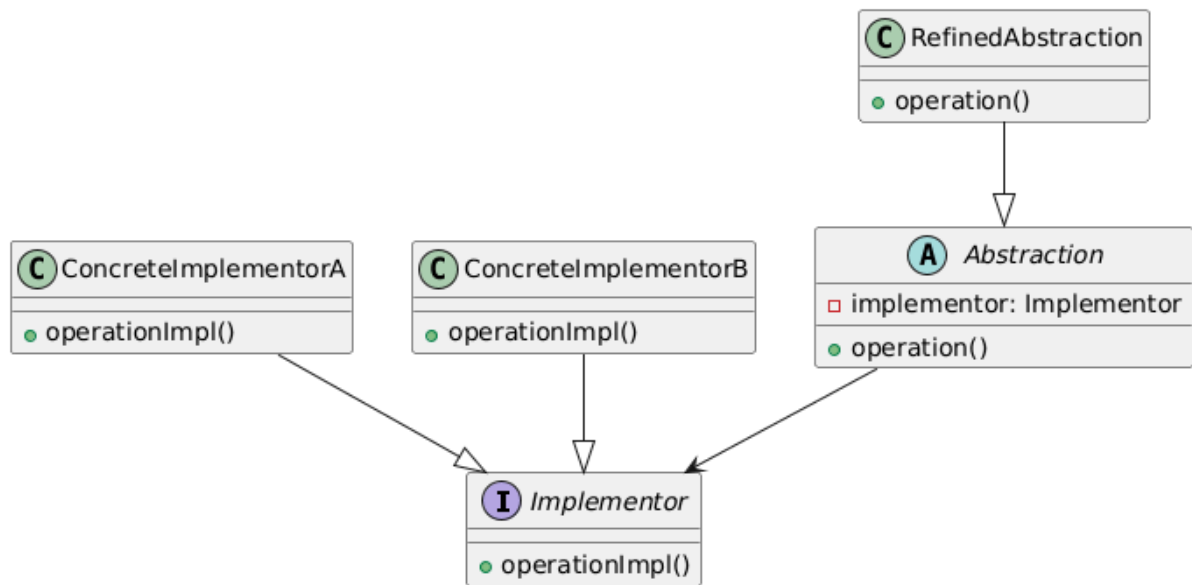 C RefinedAbstraction
operation()
C ConcreteImplementorA
operationImpl()
C ConcreteImplementorB
operationImpl()
A Abstraction
implementor: Implementor
operation()
I Implementor
operationImpl()